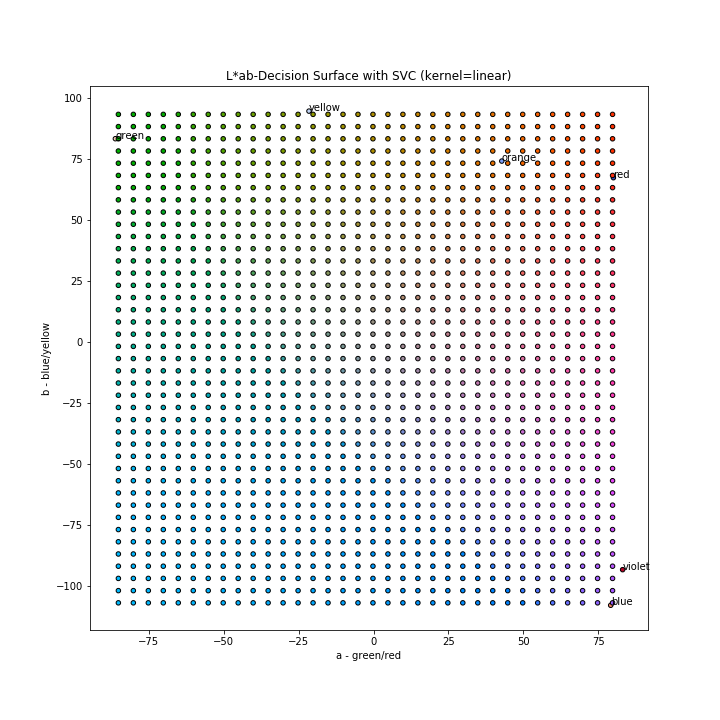 L*ab-Decision Surface with SVC (kernel=linear)
100
75
50
25
0
−25
−50
−75
−100
b - blue/yellow
yellow
green
orange
red
violet
blue
−75
−50
−25
0
25
50
75
a - green/red